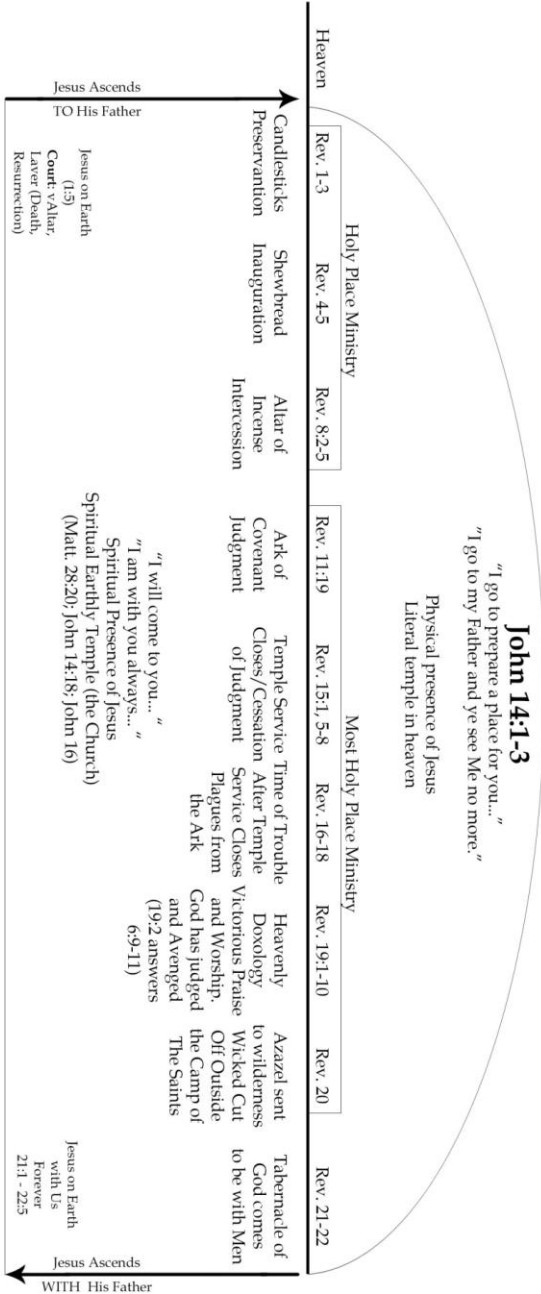 John 14:1-3
"I go to prepare a place for you..."
"I go to my Father and ye see Me no more."
Physical presence of Jesus
Literal temple in heaven
Holy Place Ministry
Most Holy Place Ministry
Heaven
Rev. 1-3
Rev. 4-5
Rev. 8:2-5
Rev. 11:19
Rev. 15:1, 5-8
Rev. 16-18
Rev. 19:1-10
Rev. 20
Rev. 21-22
Jesus Ascends
TO His Father
Candlesticks
Preservantion
Shewbread
Inauguration
Altar of
Incense
Intercession
Ark of
Covenant
Judgment
Temple Service
Closes/Cessation
of Judgment
Time of Trouble
After Temple
Service Closes
Plagues from
the Ark
Heavenly
Doxology
Victorious Praise
and Worship.
God has judged
and Avenged
(19:2 answers
6:9-11)
Azazel sent
to wilderness
Wicked Cut
Off Outside
the Camp of
The Saints
Tabernacle of
God comes
to be with Men
Jesus on Earth
(1:5)
Court: vAltar,
Laver (Death,
Resurrection)
"I will come to you... "
"I am with you always... "
Spiritual Presence of Jesus
Spiritual Earthly Temple (the Church)
(Matt. 28:20; John 14:18; John 16)
Jesus on Earth
with Us
Forever
21:1 - 22:5
Jesus Ascends
WITH His Father